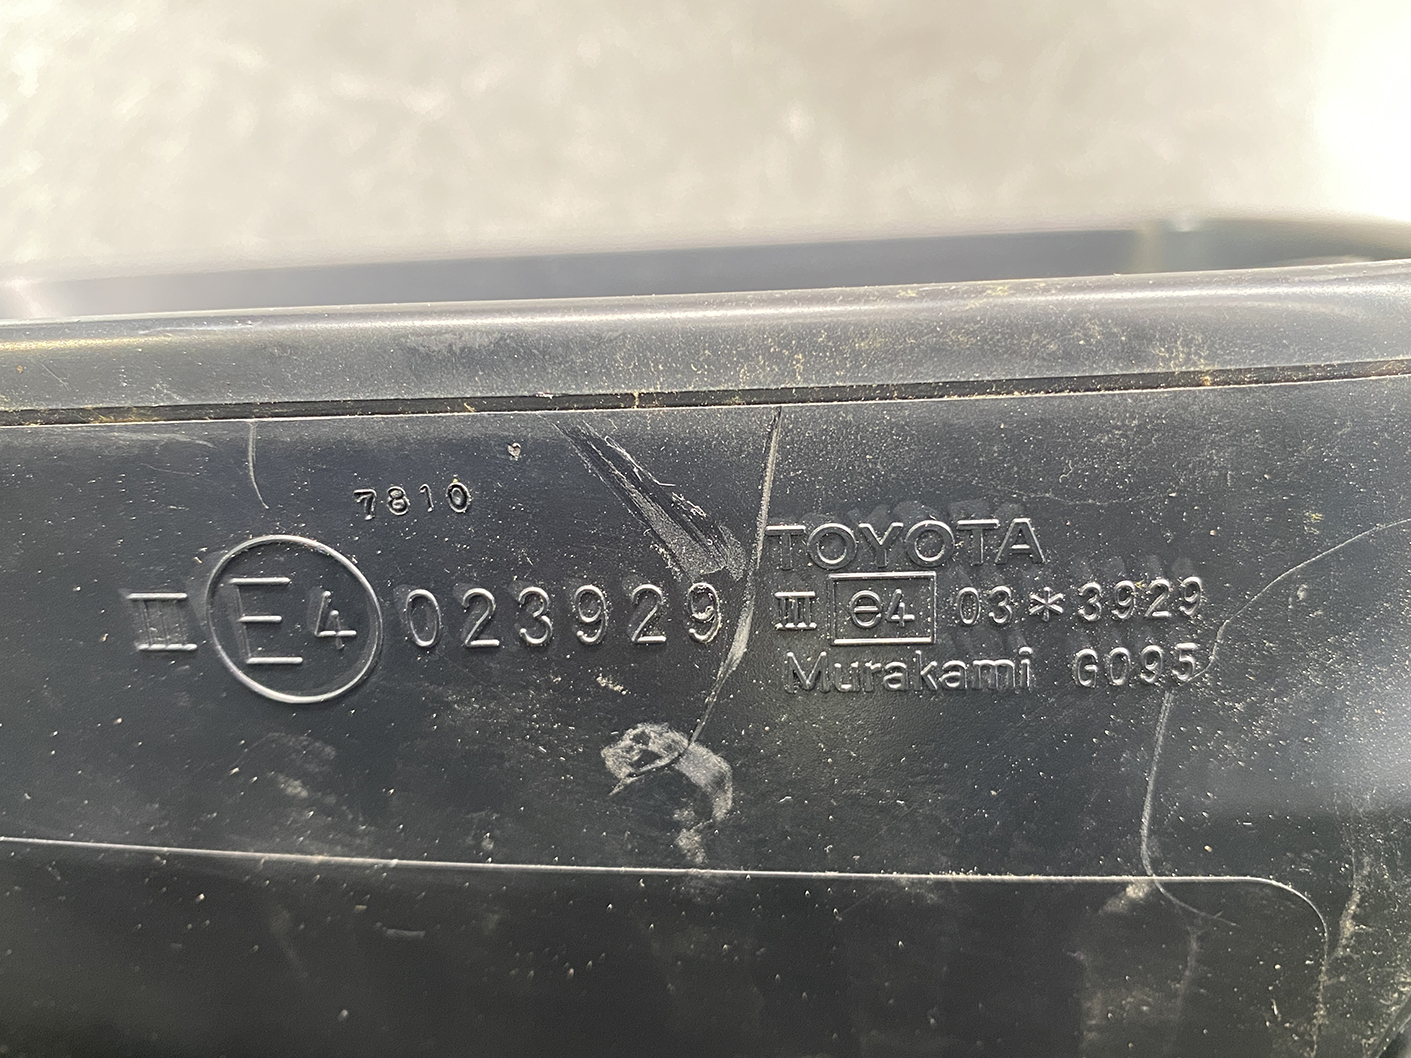 7810
III E4 023929
TOYOTA
III e4 03*3929
Murakami G095